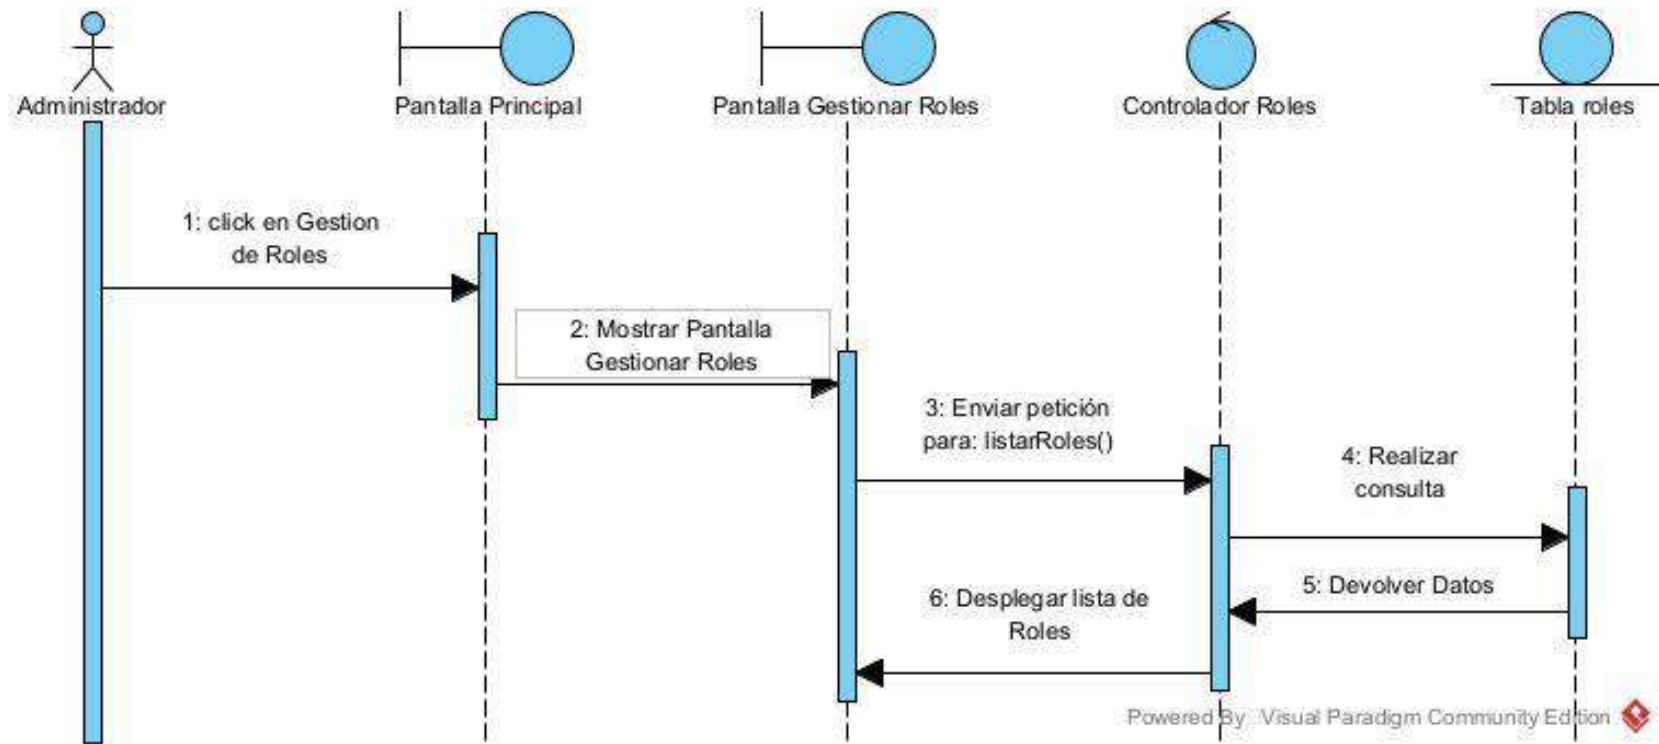 Administrador
Pantalla Principal
Pantalla Gestionar Roles
Controlador Roles
Tabla roles
1: click en Gestion
de Roles
2: Mostrar Pantalla
Gestionar Roles
3: Enviar petición
para: listarRoles()
4: Realizar
consulta
5: Devolver Datos
6: Desplegar lista de
Roles
Powered By Visual Paradigm Community Edition